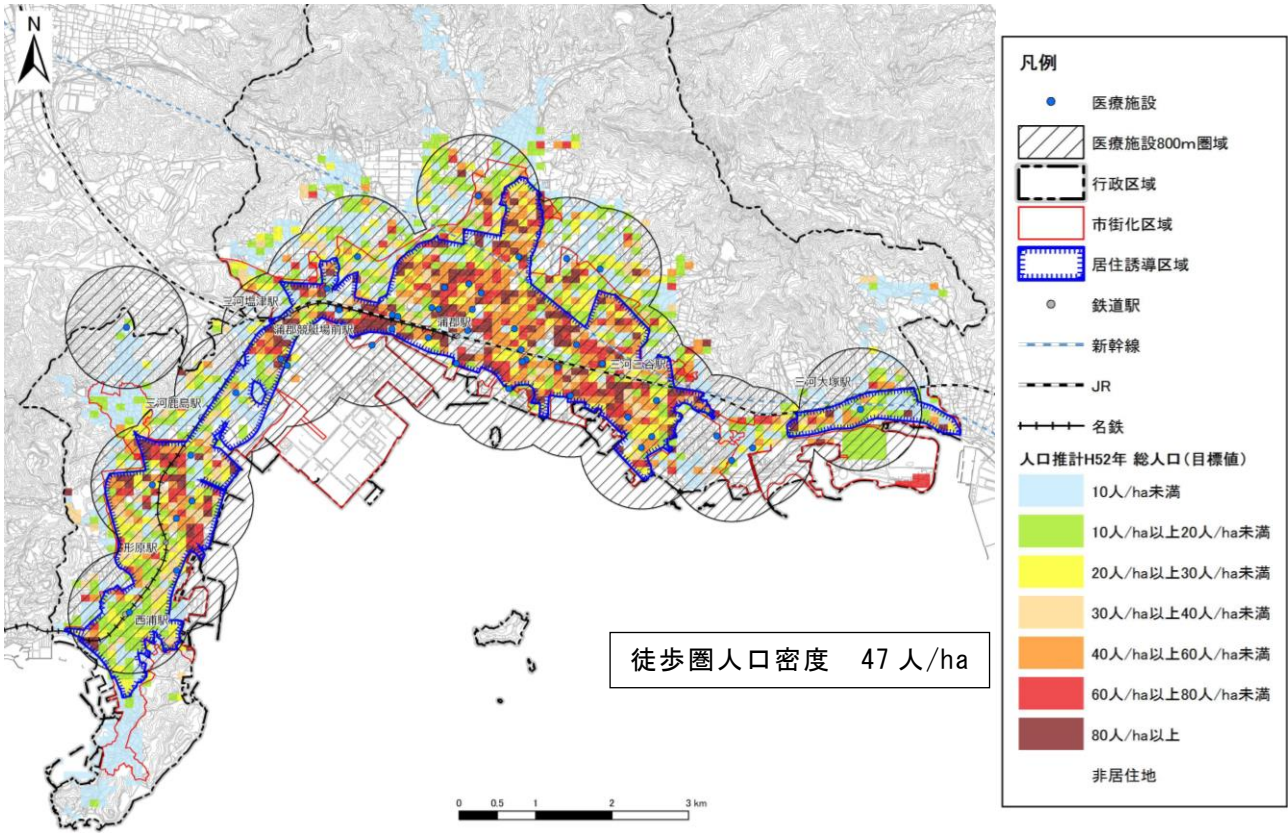 N
三河塩津駅
蒲郡競艇場前駅
蒲郡駅
三河三谷駅
三河大塚駅
三河鹿島駅
形原駅
西浦駅
徒歩圏人口密度 47人/ha
0 0.5 1 2 3 km
凡例
医療施設
医療施設800m圏域
行政区域
市街化区域
居住誘導区域
鉄道駅
新幹線
JR
名鉄
人口推計H52年 総人口(目標値)
10人/ha未満
10人/ha以上20人/ha未満
20人/ha以上30人/ha未満
30人/ha以上40人/ha未満
40人/ha以上60人/ha未満
60人/ha以上80人/ha未満
80人/ha以上
非居住地